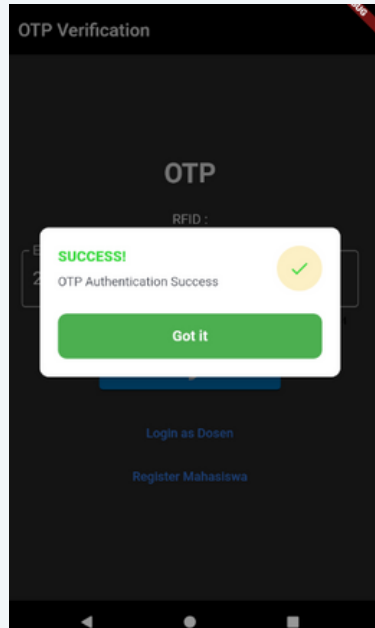 OTP Verification
OTP
RFID :
SUCCESS!
OTP Authentication Success
Got it
Login as Dosen
Register Mahasiswa